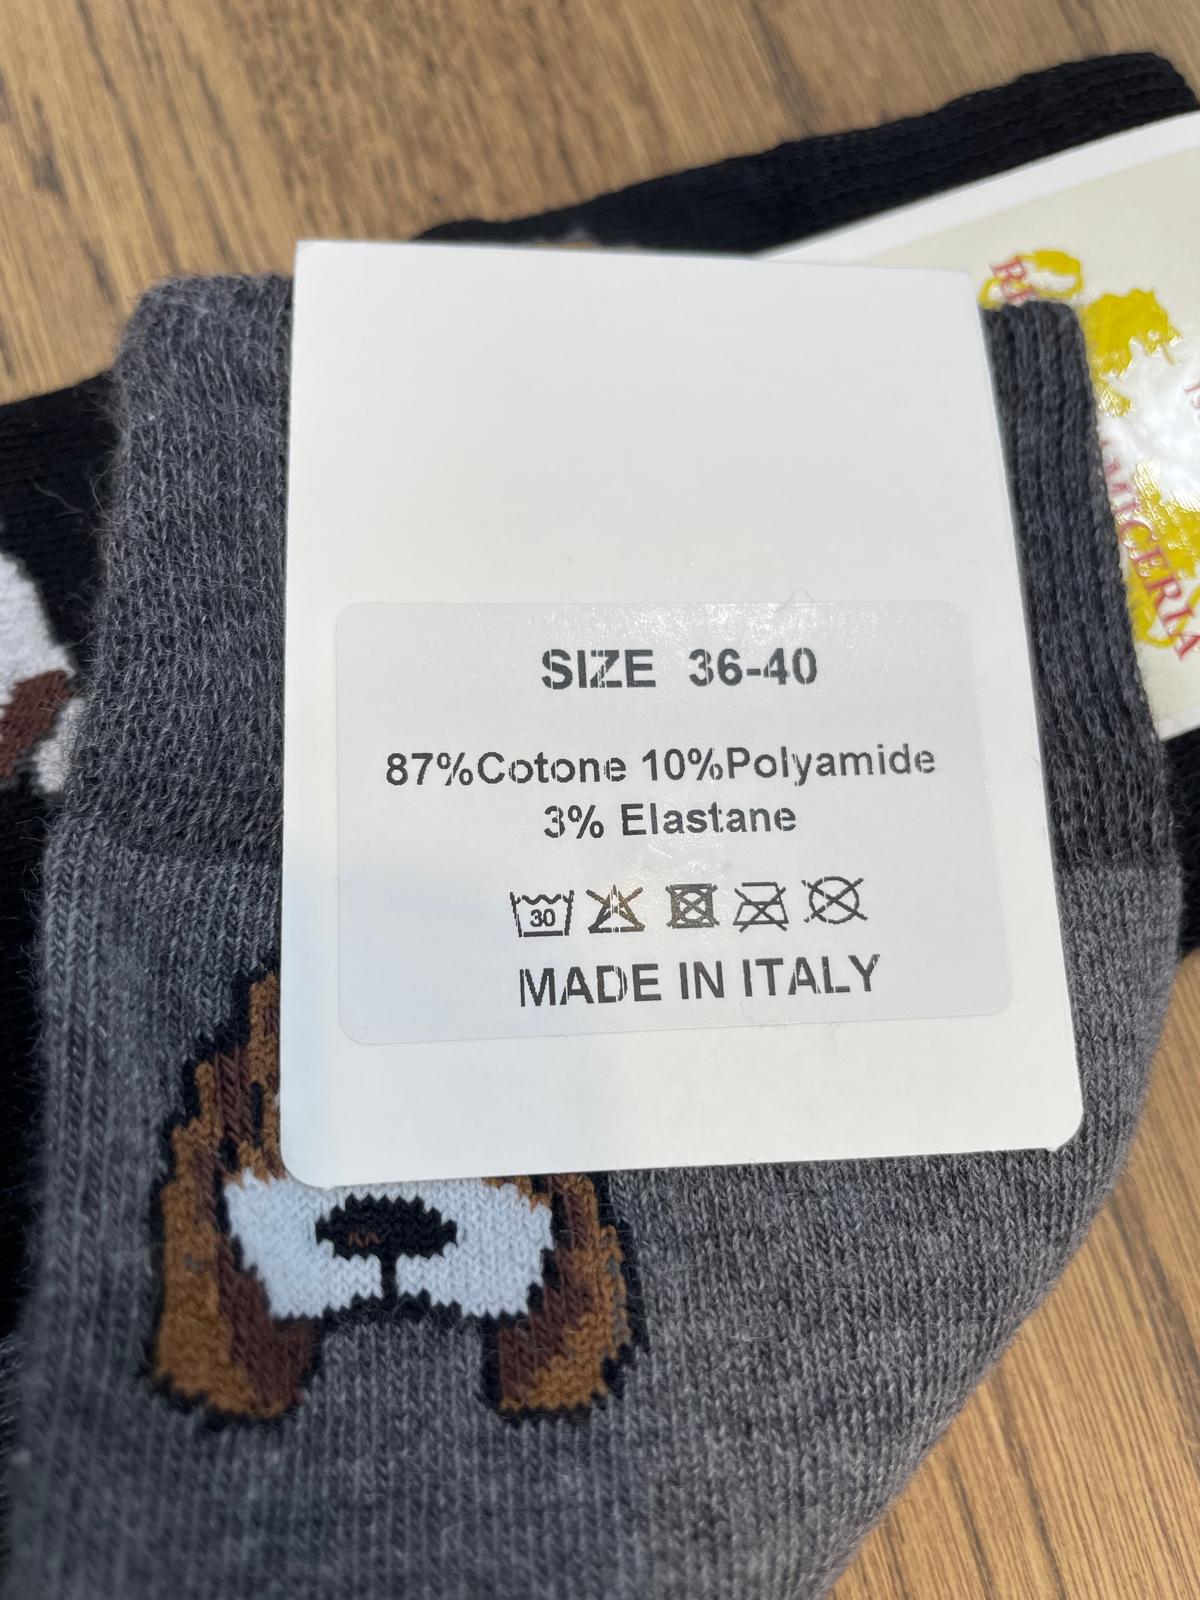 SIZE 36-40
87%Cotone 10%Polyamide
3% Elastane
30
MADE IN ITALY